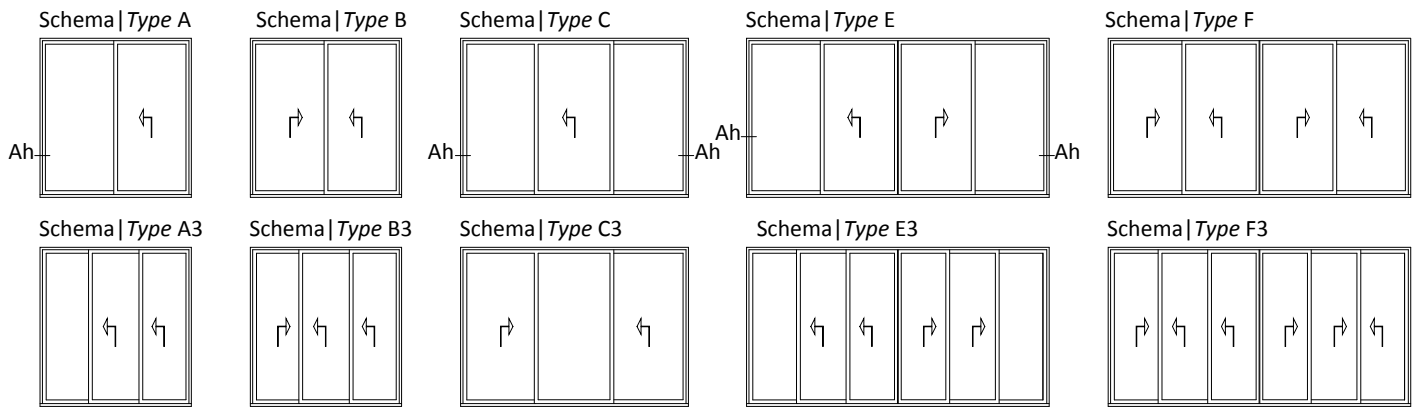 Schema|Type A
Schema|Type B
Schema|Type C
Schema|Type E
Schema|Type F
Ah
Ah
Ah
Ah
Ah
Schema|Type A3
Schema|Type B3
Schema|Type C3
Schema|Type E3
Schema|Type F3